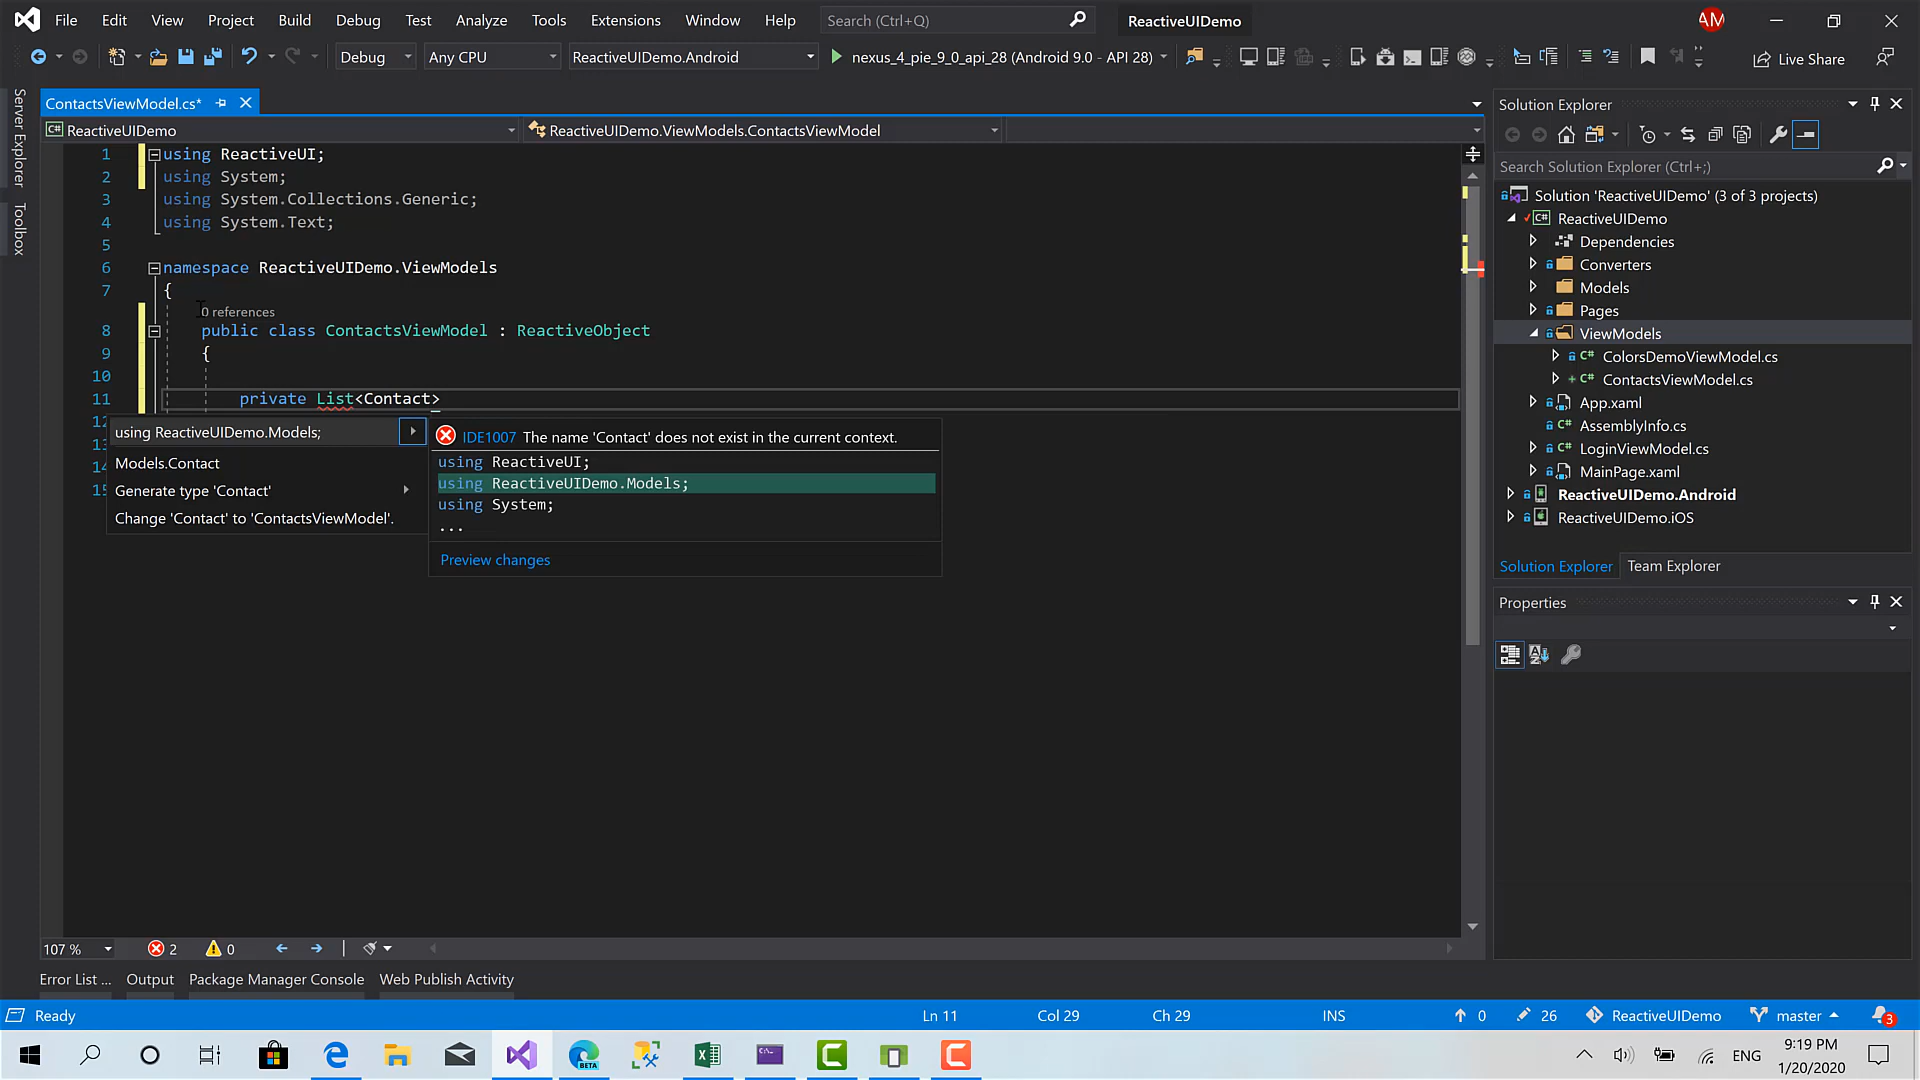 File Edit View Project Build Debug Test Analyze Tools Extensions Window Help Search (Ctrl+Q) ReactiveUIDemo AM
Debug Any CPU ReactiveUIDemo.Android nexus_4_pie_9_0_api_28 (Android 9.0 - API 28) Live Share
Server Explorer
Toolbox
ContactsViewModel.cs*
ReactiveUIDemo ReactiveUIDemo.ViewModels.ContactsViewModel
1 using ReactiveUI;
2 using System;
3 using System.Collections.Generic;
4 using System.Text;
5
6 namespace ReactiveUIDemo.ViewModels
7 {
0 references
8 public class ContactsViewModel : ReactiveObject
9 {
10
11 private List<Contact>
12
13
14
15
using ReactiveUIDemo.Models;
Models.Contact
Generate type 'Contact'
Change 'Contact' to 'ContactsViewModel'.
IDE1007 The name 'Contact' does not exist in the current context.
using ReactiveUI;
using ReactiveUIDemo.Models;
using System;
...
Preview changes
Solution Explorer
Search Solution Explorer (Ctrl+;)
Solution 'ReactiveUIDemo' (3 of 3 projects)
ReactiveUIDemo
Dependencies
Converters
Models
Pages
ViewModels
ColorsDemoViewModel.cs
ContactsViewModel.cs
App.xaml
AssemblyInfo.cs
LoginViewModel.cs
MainPage.xaml
ReactiveUIDemo.Android
ReactiveUIDemo.iOS
Solution Explorer Team Explorer
Properties
107 % 2 0
Error List ... Output Package Manager Console Web Publish Activity
Ready Ln 11 Col 29 Ch 29 INS 0 26 ReactiveUIDemo master 3
BETA
ENG
9:19 PM
1/20/2020